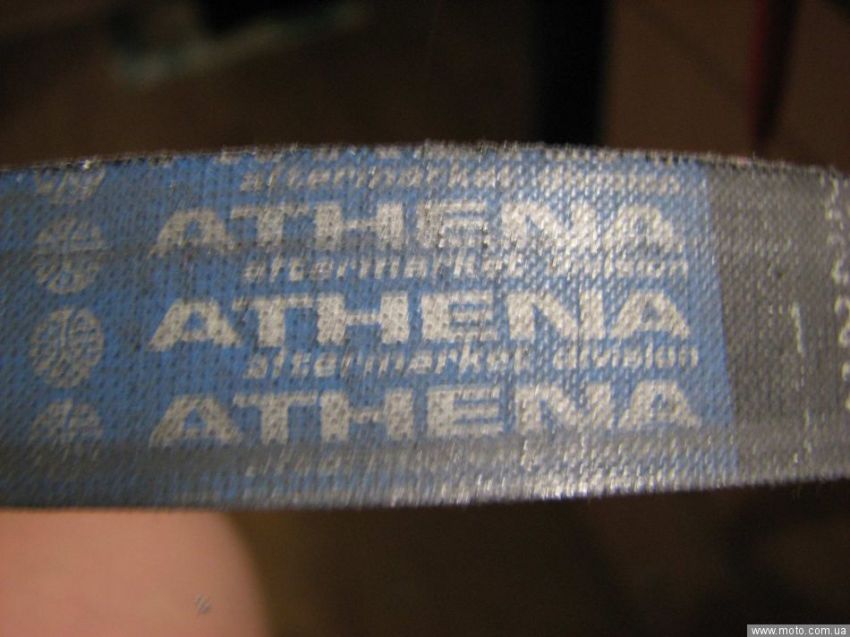 aftermarket division
ATHENA
aftermarket division
ATHENA
aftermarket division
ATHENA
www.moto.com.ua